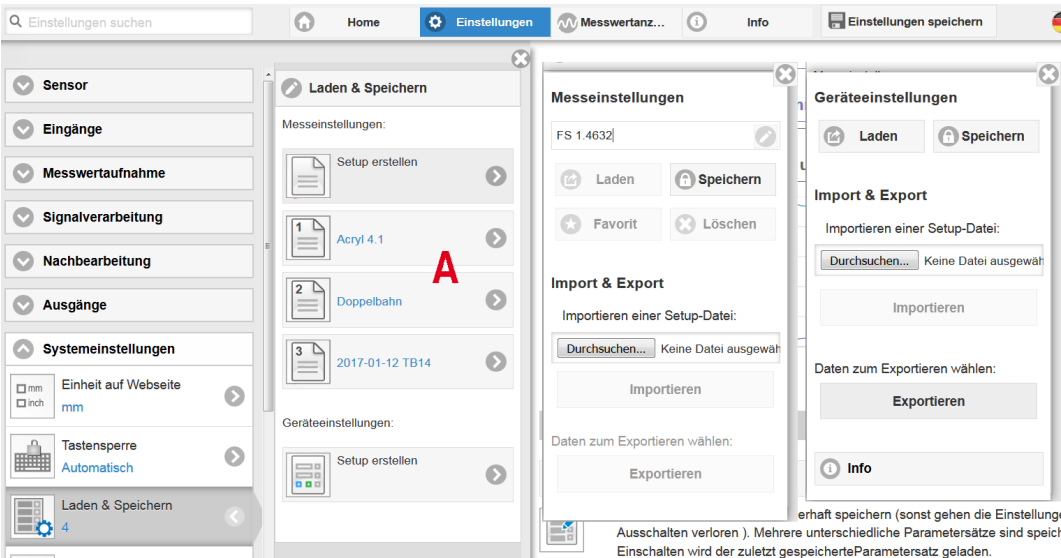 Einstellungen suchen
Home
Einstellungen
Messwertanz...
Info
Einstellungen speichern
Sensor
Eingänge
Messwertaufnahme
Signalverarbeitung
Nachbearbeitung
Ausgänge
Systemeinstellungen
mm
inch
Einheit auf Webseite
mm
Tastensperre
Automatisch
Laden & Speichern
4
Laden & Speichern
Messeinstellungen:
Setup erstellen
1
Acryl 4.1
A
2
Doppelbahn
3
2017-01-12 TB14
Geräteeinstellungen:
Setup erstellen
Messeinstellungen
FS 1.4632
Laden
Speichern
Favorit
Löschen
Import & Export
Importieren einer Setup-Datei:
Durchsuchen... Keine Datei ausgewäh
Importieren
Daten zum Exportieren wählen:
Exportieren
Geräteeinstellungen
Laden
Speichern
Import & Export
Importieren einer Setup-Datei:
Durchsuchen... Keine Datei ausgewäh
Importieren
Daten zum Exportieren wählen:
Exportieren
Info
erhaft speichern (sonst gehen die Einstellunge
Ausschalten verloren ). Mehrere unterschiedliche Parametersätze sind speich
Einschalten wird der zuletzt gespeicherteParametersatz geladen.